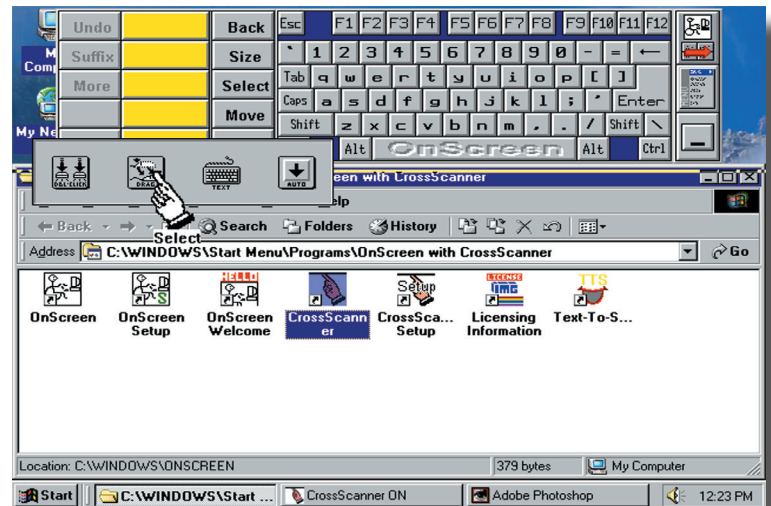 Undo
Suffix
More
Back
Size
Select
Move
Esc F1 F2 F3 F4 F5 F6 F7 F8 F9 F10 F11 F12
` 1 2 3 4 5 6 7 8 9 0 - = ←
Tab q w e r t y u i o p [ ]
Caps a s d f g h j k l ; ' Enter
Shift z x c v b n m , . / Shift \
Alt OnScreen Alt Ctrl
M
Comp
My Ne
DBL-CLICK
DRAG
TEXT
AUTO
Select
een with CrossScanner
elp
Back
Search Folders History
Address C:\WINDOWS\Start Menu\Programs\OnScreen with CrossScanner Go
OnScreen
S
OnScreen
Setup
HELLO
OnScreen
Welcome
CrossScann
er
Setup
CrossSca...
Setup
LICENSE
IMG
Licensing
Information
TTS
Text-To-S...
Location: C:\WINDOWS\ONSCREEN 379 bytes My Computer
Start C:\WINDOWS\Start ... CrossScanner ON Adobe Photoshop 12:23 PM